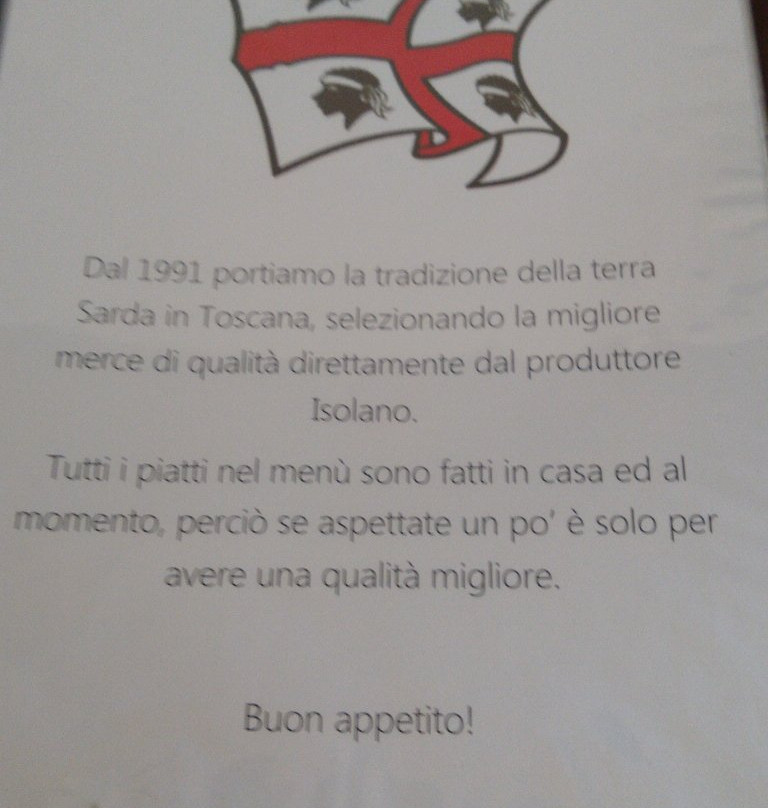 Dal 1991 portiamo la tradizione della terra
Sarda in Toscana, selezionando la migliore
merce di qualità direttamente dal produttore
Isolano.
Tutti i piatti nel menù sono fatti in casa ed al
momento, perciò se aspettate un po' è solo per
avere una qualità migliore.
Buon appetito!